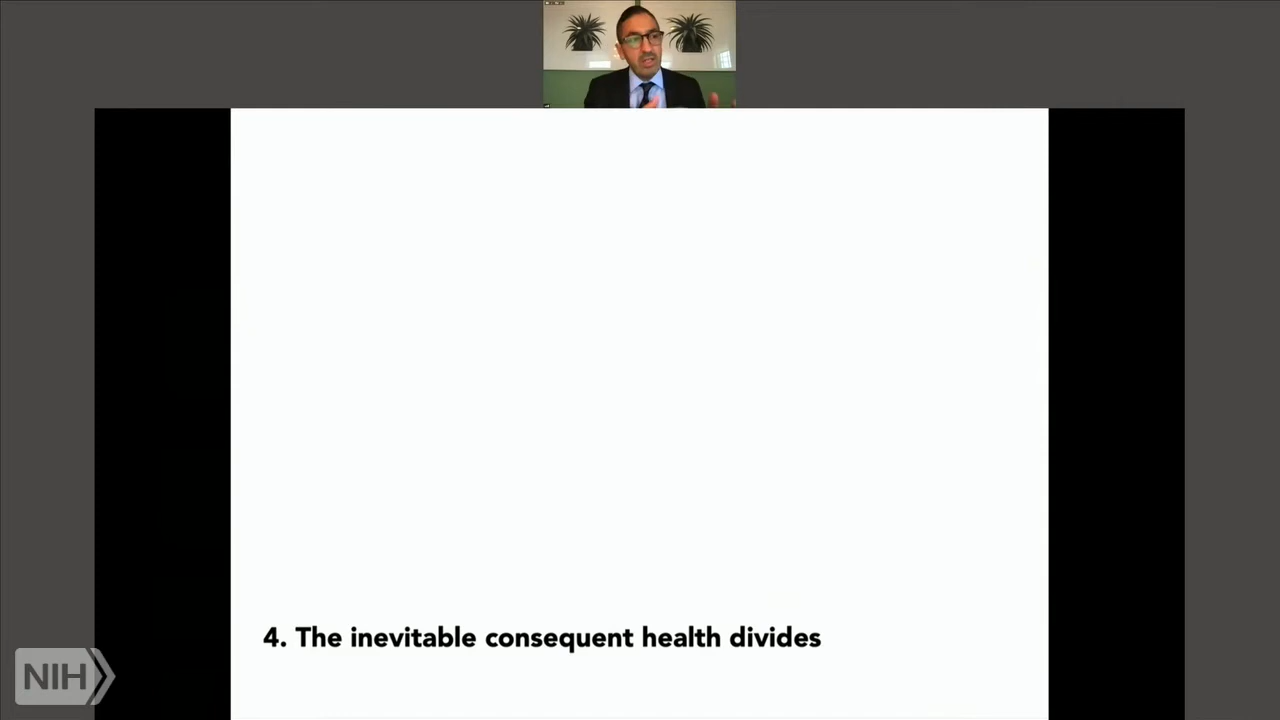 4. The inevitable consequent health divides
NIH